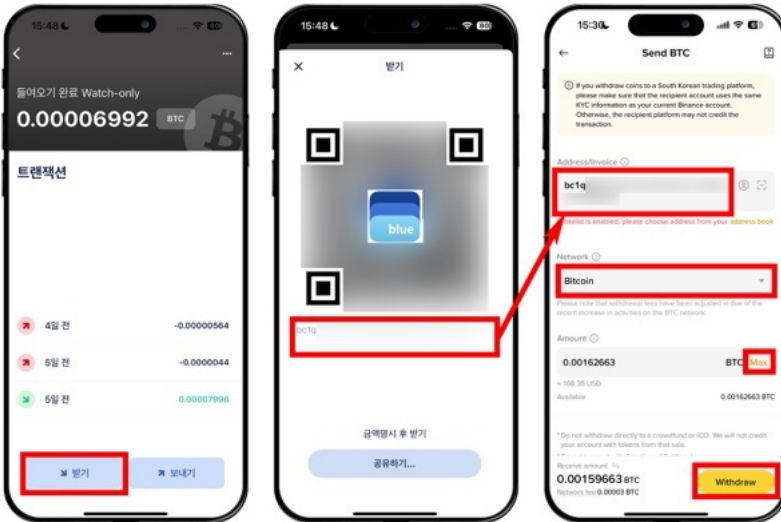 15:48
들여오기 완료 Watch-only
0.00006992 BTC
트랜잭션
4일 전 -0.00000564
5일 전 -0.0000044
5일 전 0.00007996
받기 보내기
15:48
받기
blue
bc1q
금액명시 후 받기
공유하기...
15:30
Send BTC
If you withdraw coins to a South Korean trading platform,
please make sure that the recipient account uses the same
KYC information as your current Binance account.
Otherwise, the recipient platform may not credit the
transaction.
Address/Invoice
bc1q
is enabled, please choose address from your address book
Network
Bitcoin
Please note that withdrawal fees have been adjusted in due of the
recent increase in activities on the BTC network.
Amount
0.00162663 BTC Max
≈ 168.35 USD
Available 0.00162663 BTC
* Do not withdraw directly to a crowdfund or ICO. We will not credit
your account with tokens from that sale.
Receive amount
0.00159663 BTC
Network fee 0.00003 BTC
Withdraw